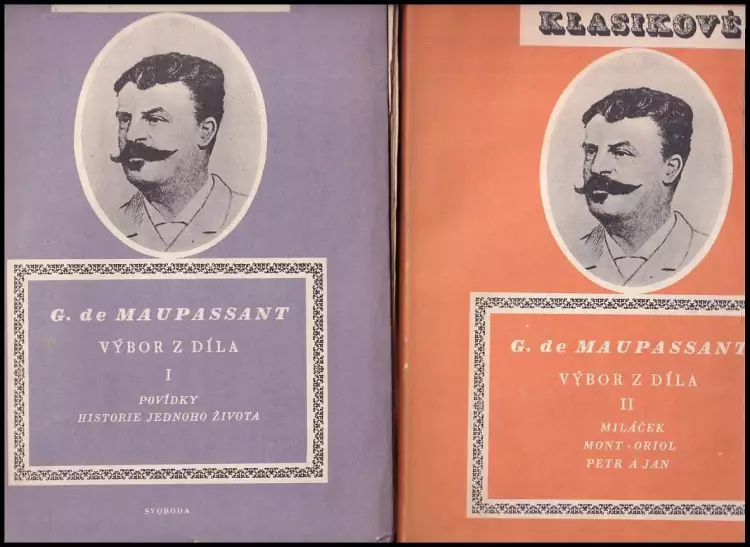 G. de MAUPASSANT
VÝBOR Z DÍLA
I
POVÍDKY
HISTORIE JEDNOHO ŽIVOTA
SVOBODA
KLASIKOVÉ
G. de MAUPASSANT
VÝBOR Z DÍLA
II
MILÁČEK
MONT-ORIOL
PETR A JAN